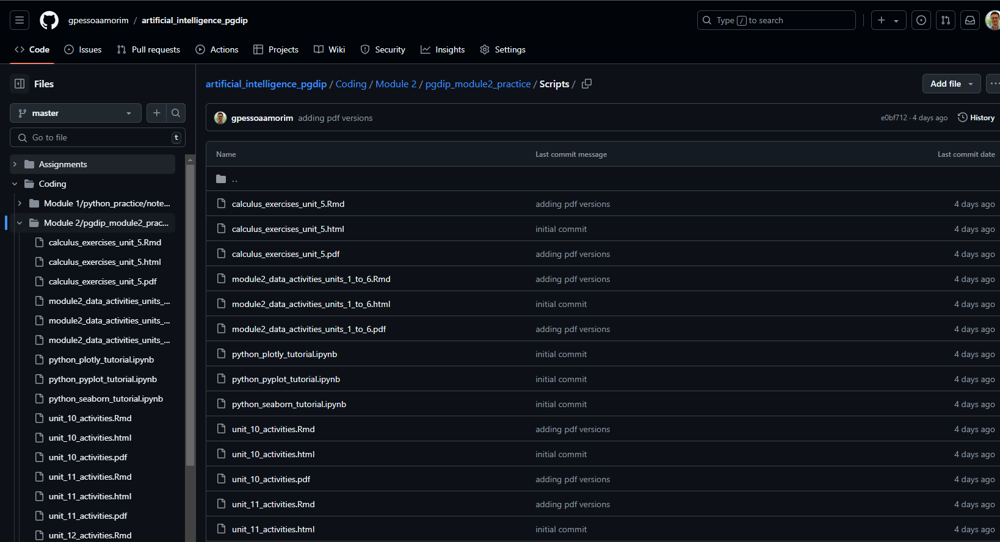 gpessoaamorim / artificial_intelligence_pgdip
Type / to search
Code Issues Pull requests Actions Projects Wiki Security Insights Settings
Files
master
Go to file t
Assignments
Coding
Module 1/python_practice/note...
Module 2/pgdip_module2_prac...
calculus_exercises_unit_5.Rmd
calculus_exercises_unit_5.html
calculus_exercises_unit_5.pdf
module2_data_activities_units_...
module2_data_activities_units_...
module2_data_activities_units_...
python_plotly_tutorial.ipynb
python_pyplot_tutorial.ipynb
python_seaborn_tutorial.ipynb
unit_10_activities.Rmd
unit_10_activities.html
unit_10_activities.pdf
unit_11_activities.Rmd
unit_11_activities.html
unit_11_activities.pdf
unit_12_activities.Rmd
artificial_intelligence_pgdip / Coding / Module 2 / pgdip_module2_practice / Scripts /
Add file
gpessoaamorim adding pdf versions e0bf712 · 4 days ago History
Name Last commit message Last commit date
..
calculus_exercises_unit_5.Rmd adding pdf versions 4 days ago
calculus_exercises_unit_5.html initial commit 4 days ago
calculus_exercises_unit_5.pdf adding pdf versions 4 days ago
module2_data_activities_units_1_to_6.Rmd adding pdf versions 4 days ago
module2_data_activities_units_1_to_6.html initial commit 4 days ago
module2_data_activities_units_1_to_6.pdf adding pdf versions 4 days ago
python_plotly_tutorial.ipynb initial commit 4 days ago
python_pyplot_tutorial.ipynb initial commit 4 days ago
python_seaborn_tutorial.ipynb initial commit 4 days ago
unit_10_activities.Rmd adding pdf versions 4 days ago
unit_10_activities.html initial commit 4 days ago
unit_10_activities.pdf adding pdf versions 4 days ago
unit_11_activities.Rmd adding pdf versions 4 days ago
unit_11_activities.html initial commit 4 days ago